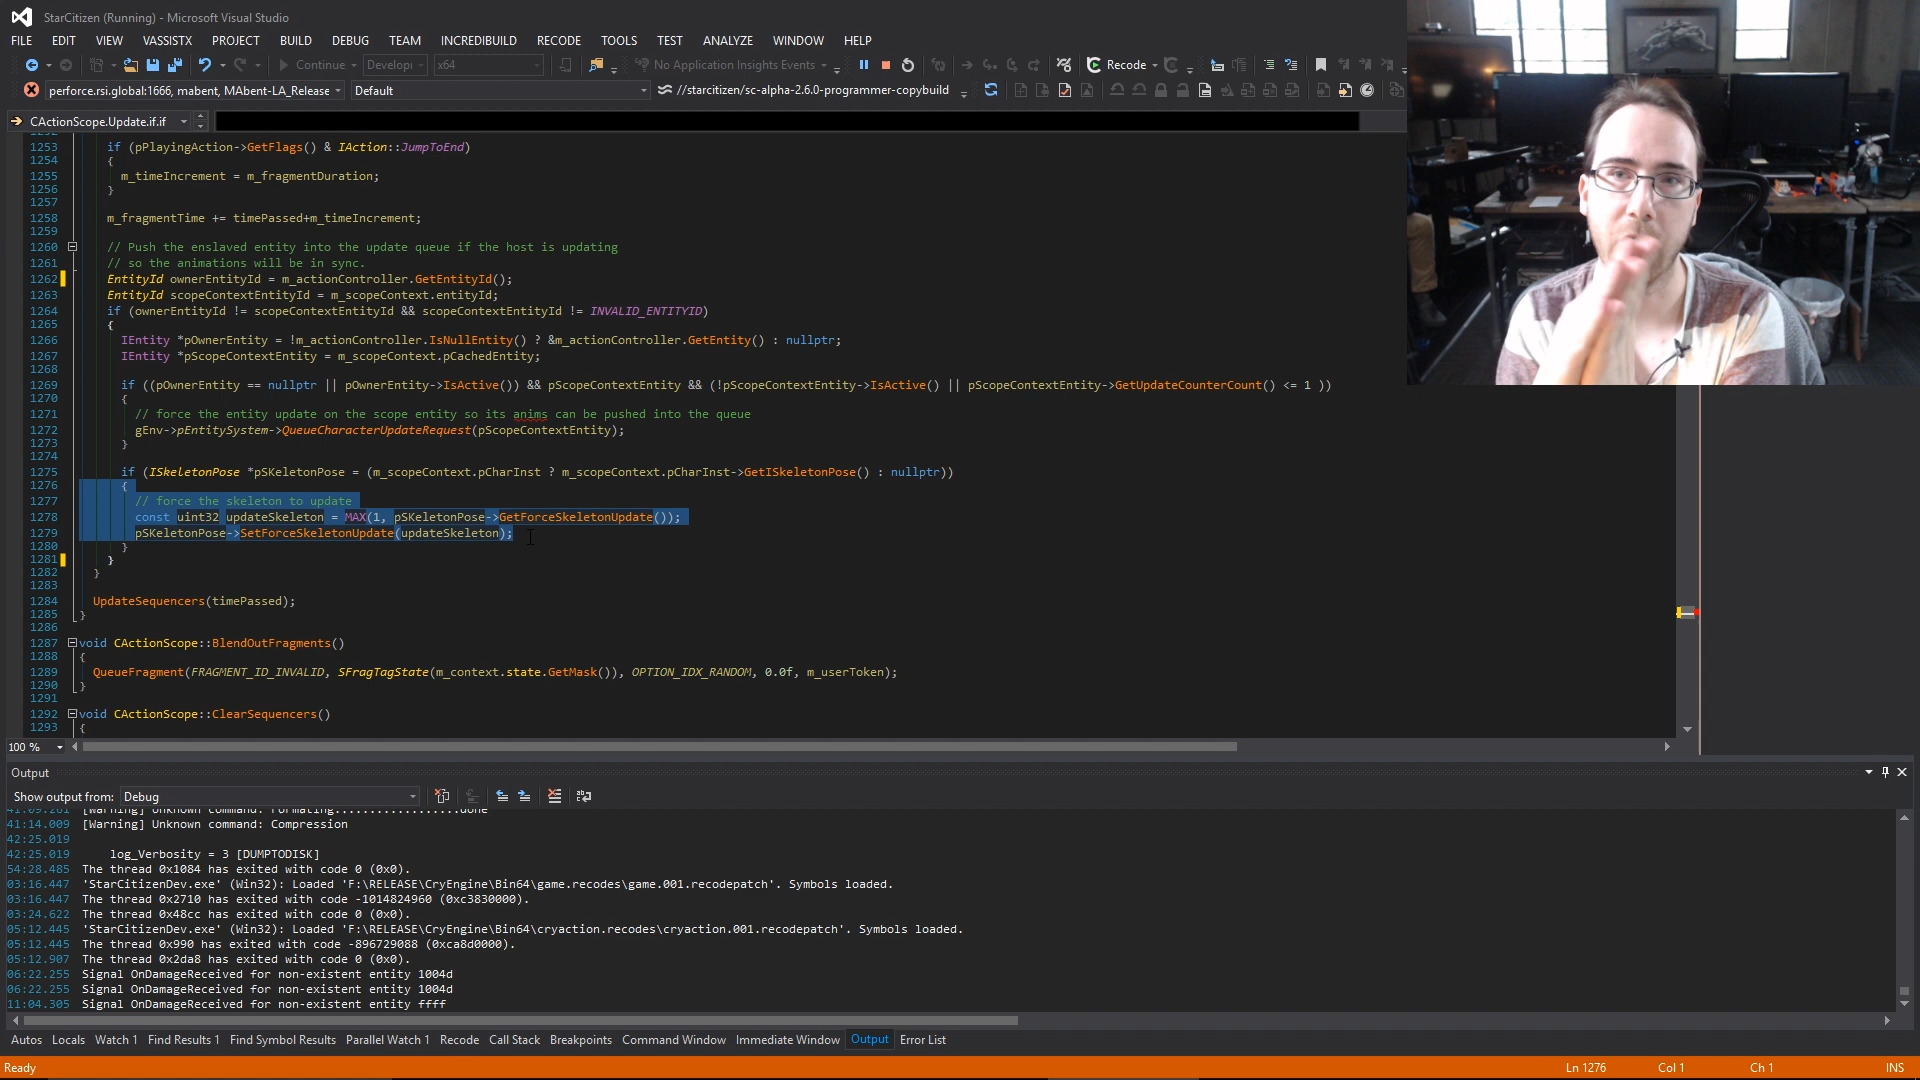 StarCitizen (Running) - Microsoft Visual Studio
FILE EDIT VIEW VASSISTX PROJECT BUILD DEBUG TEAM INCREDIBUILD RECODE TOOLS TEST ANALYZE WINDOW HELP
Continue Develop x64 No Application Insights Events Recode
perforce.rsi.global:1666, mabent, MAbent-LA_Release Default //starcitizen/sc-alpha-2.6.0-programmer-copybuild
CActionScope.Update.if.if
1253 if (pPlayingAction->GetFlags() & IAction::JumpToEnd)
1254 {
1255 m_timeIncrement = m_fragmentDuration;
1256 }
1257
1258 m_fragmentTime += timePassed+m_timeIncrement;
1259
1260 // Push the enslaved entity into the update queue if the host is updating
1261 // so the animations will be in sync.
1262 EntityId ownerEntityId = m_actionController.GetEntityId();
1263 EntityId scopeContextEntityId = m_scopeContext.entityId;
1264 if (ownerEntityId != scopeContextEntityId && scopeContextEntityId != INVALID_ENTITYID)
1265 {
1266 IEntity *pOwnerEntity = !m_actionController.IsNullEntity() ? &m_actionController.GetEntity() : nullptr;
1267 IEntity *pScopeContextEntity = m_scopeContext.pCachedEntity;
1268
1269 if ((pOwnerEntity == nullptr || pOwnerEntity->IsActive()) && pScopeContextEntity && (!pScopeContextEntity->IsActive() || pScopeContextEntity->GetUpdateCounterCount() <= 1 ))
1270 {
1271 // force the entity update on the scope entity so its anims can be pushed into the queue
1272 gEnv->pEntitySystem->QueueCharacterUpdateRequest(pScopeContextEntity);
1273 }
1274
1275 if (ISkeletonPose *pSKeletonPose = (m_scopeContext.pCharInst ? m_scopeContext.pCharInst->GetISkeletonPose() : nullptr))
1276 {
1277 // force the skeleton to update
1278 const uint32 updateSkeleton = MAX(1, pSKeletonPose->GetForceSkeletonUpdate());
1279 pSKeletonPose->SetForceSkeletonUpdate(updateSkeleton);
1280 }
1281 }
1282 }
1283
1284 UpdateSequencers(timePassed);
1285 }
1286
1287 void CActionScope::BlendOutFragments()
1288 {
1289 QueueFragment(FRAGMENT_ID_INVALID, SFragTagState(m_context.state.GetMask()), OPTION_IDX_RANDOM, 0.0f, m_userToken);
1290 }
1291
1292 void CActionScope::ClearSequencers()
1293 {
100 %
Output
Show output from: Debug
41:09.261 [Warning] Unknown command: Formating..................done
41:14.009 [Warning] Unknown command: Compression
42:25.019
42:25.019 log_Verbosity = 3 [DUMPTODISK]
54:28.485 The thread 0x1084 has exited with code 0 (0x0).
03:16.447 'StarCitizenDev.exe' (Win32): Loaded 'F:\RELEASE\CryEngine\Bin64\game.recodes\game.001.recodepatch'. Symbols loaded.
03:16.447 The thread 0x2710 has exited with code -1014824960 (0xc3830000).
03:24.622 The thread 0x48cc has exited with code 0 (0x0).
05:12.445 'StarCitizenDev.exe' (Win32): Loaded 'F:\RELEASE\CryEngine\Bin64\cryaction.recodes\cryaction.001.recodepatch'. Symbols loaded.
05:12.445 The thread 0x990 has exited with code -896729088 (0xca8d0000).
05:12.907 The thread 0x2da8 has exited with code 0 (0x0).
06:22.255 Signal OnDamageReceived for non-existent entity 1004d
06:22.255 Signal OnDamageReceived for non-existent entity 1004d
11:04.305 Signal OnDamageReceived for non-existent entity ffff
Autos Locals Watch 1 Find Results 1 Find Symbol Results Parallel Watch 1 Recode Call Stack Breakpoints Command Window Immediate Window Output Error List
Ready Ln 1276 Col 1 Ch 1 INS